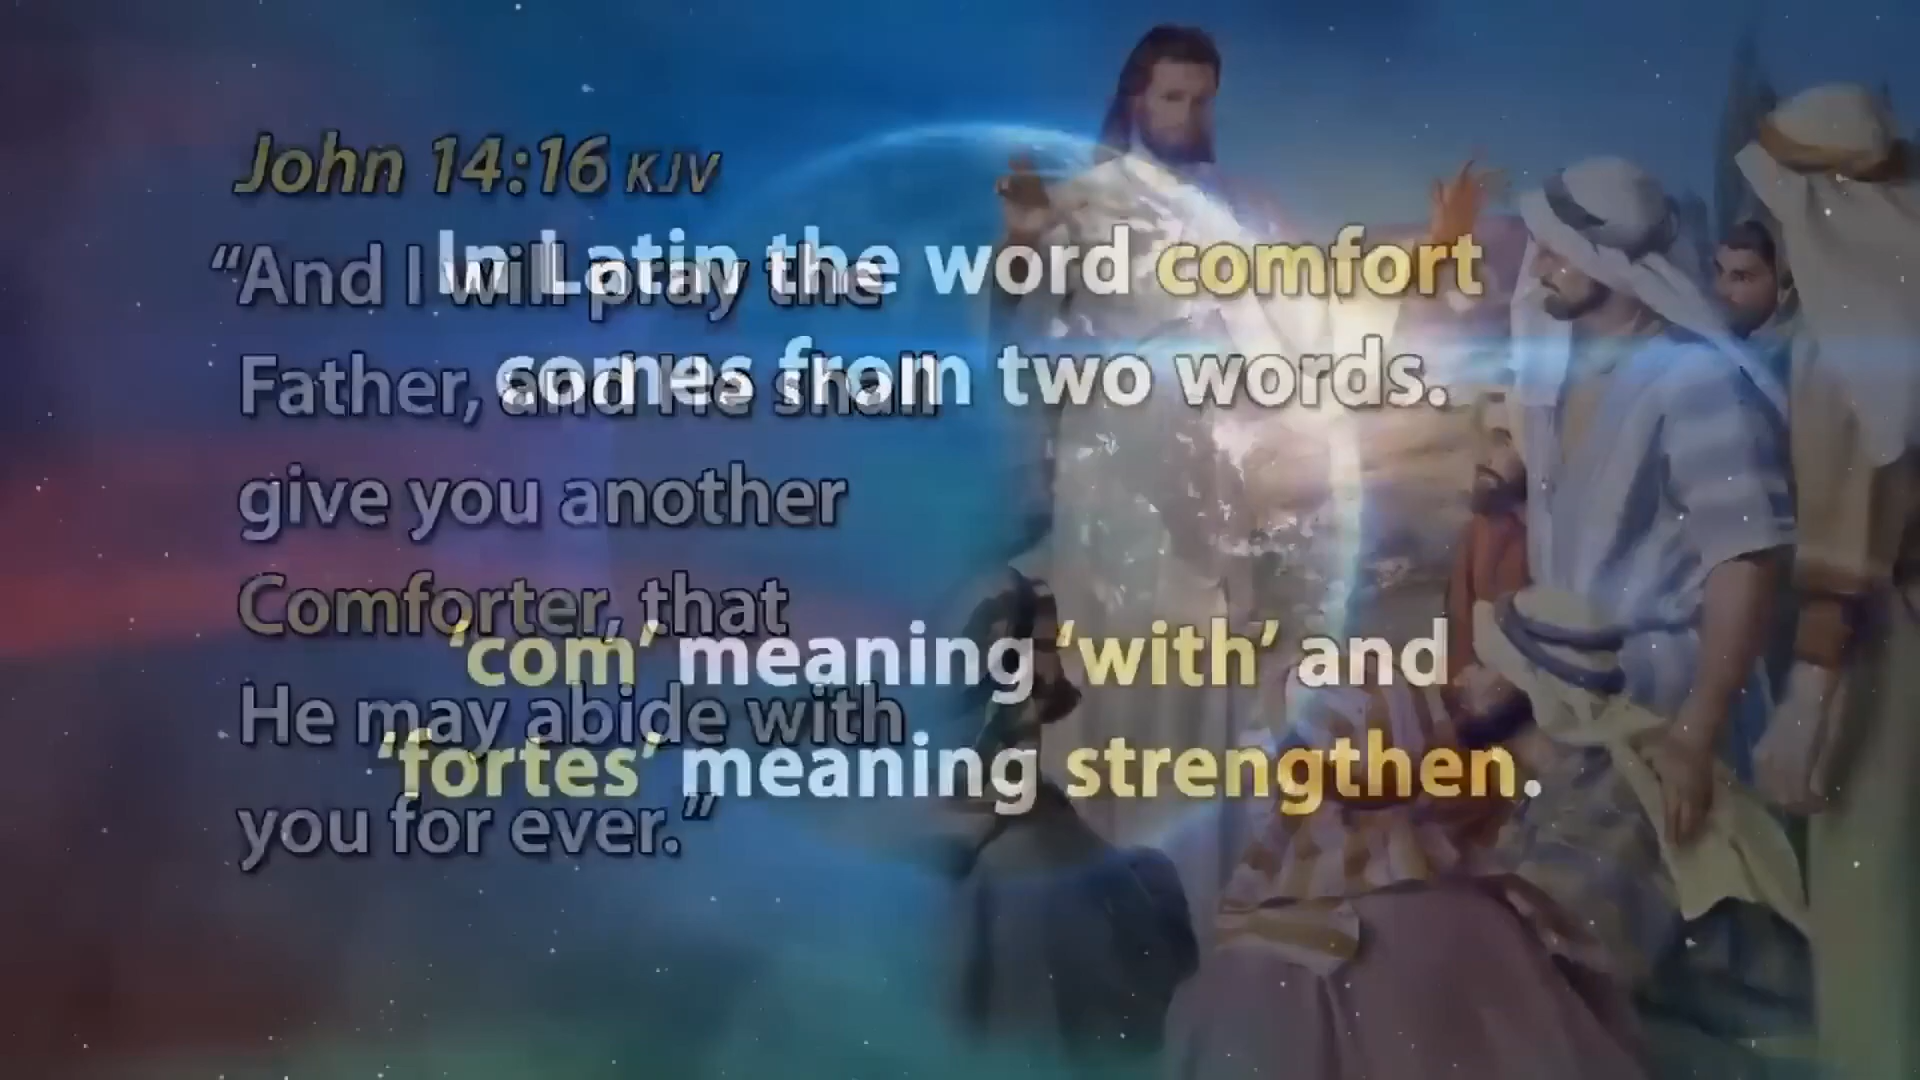 John 14:16 KJV
“And I will pray the
Father, and He shall
give you another
Comforter, that
He may abide with
you for ever.”
In Latin the word comfort
comes from two words.
‘com’ meaning ‘with’ and
‘fortes’ meaning strengthen.